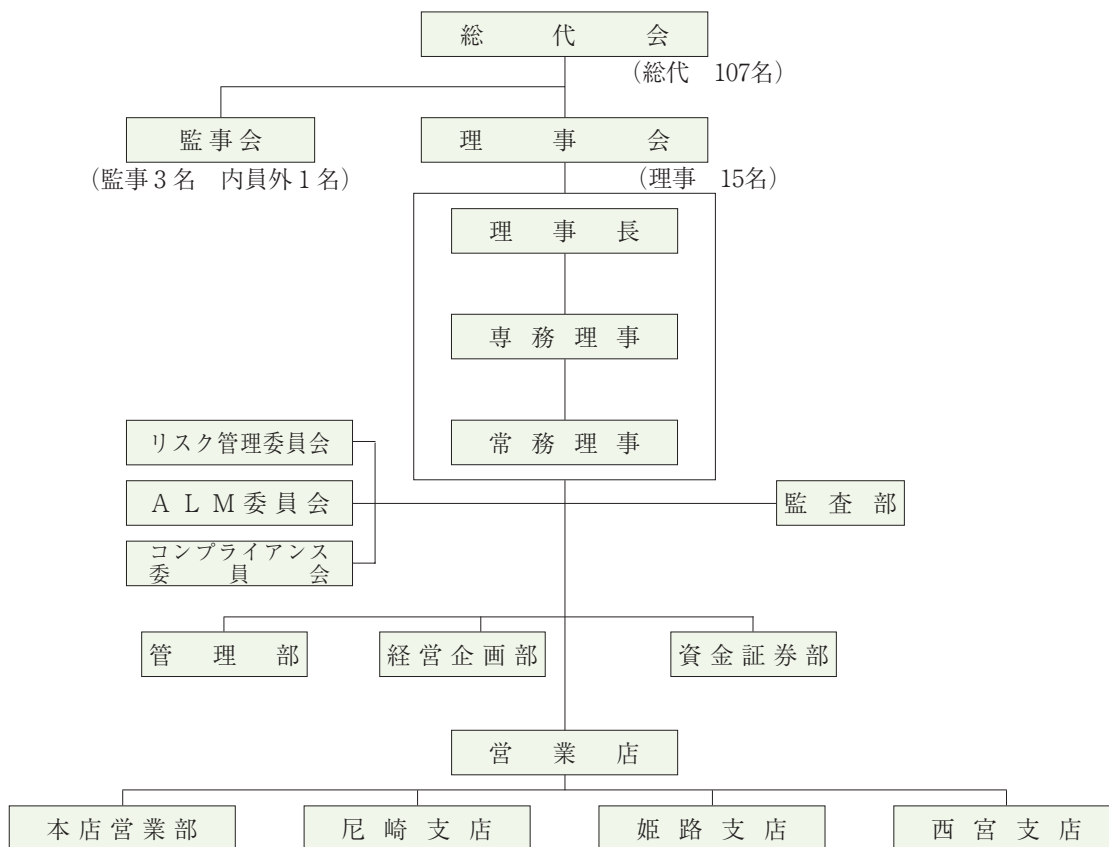 総代会
（総代　107名）
監事会
理事会
（監事３名　内員外１名）
（理事　15名）
理事長
専務理事
常務理事
リスク管理委員会
ＡＬＭ委員会
監査部
コンプライアンス
委員会
管理部
経営企画部
資金証券部
営業店
本店営業部
尼崎支店
姫路支店
西宮支店